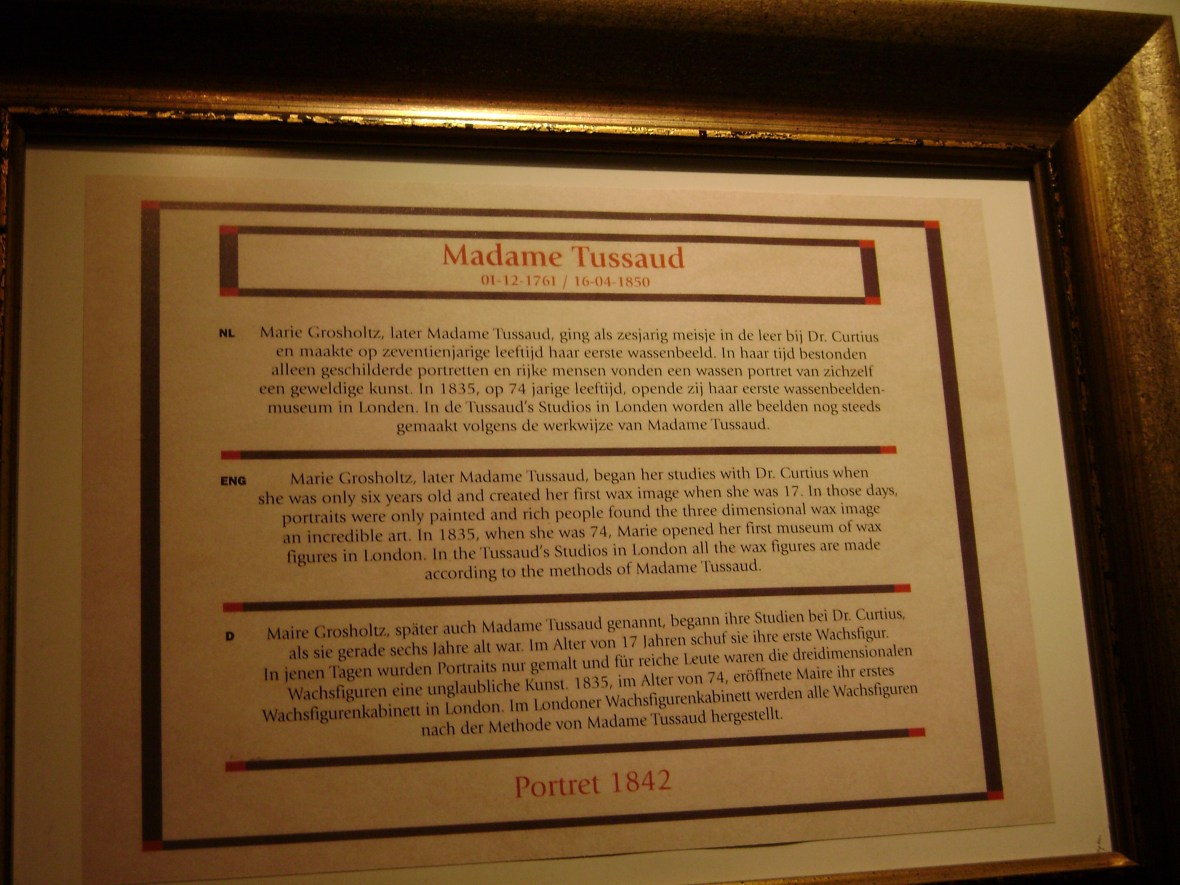 Madame Tussaud
01-12-1761 / 16-04-1850
NL
Marie Grosholtz, later Madame Tussaud, ging als zesjarig meisje in de leer bij Dr. Curtius
en maakte op zeventienjarige leeftijd haar eerste wassenbeeld. In haar tijd bestonden
alleen geschilderde portretten en rijke mensen vonden een wassen portret van zichzelf
een geweldige kunst. In 1835, op 74 jarige leeftijd, opende zij haar eerste wassenbeelden-
museum in Londen. In de Tussaud's Studios in Londen worden alle beelden nog steeds
gemaakt volgens de werkwijze van Madame Tussaud.
ENG
Marie Grosholtz, later Madame Tussaud, began her studies with Dr. Curtius when
she was only six years old and created her first wax image when she was 17. In those days,
portraits were only painted and rich people found the three dimensional wax image
an incredible art. In 1835, when she was 74, Marie opened her first museum of wax
figures in London. In the Tussaud's Studios in London all the wax figures are made
according to the methods of Madame Tussaud.
D
Maire Grosholtz, später auch Madame Tussaud genannt, begann ihre Studien bei Dr. Curtius,
als sie gerade sechs Jahre alt war. Im Alter von 17 Jahren schuf sie ihre erste Wachsfigur.
In jenen Tagen wurden Portraits nur gemalt und für reiche Leute waren die dreidimensionalen
Wachsfiguren eine unglaubliche Kunst. 1835, im Alter von 74, eröffnete Maire ihr erstes
Wachsfigurenkabinett in London. Im Londoner Wachsfigurenkabinett werden alle Wachsfiguren
nach der Methode von Madame Tussaud hergestellt.
Portret 1842